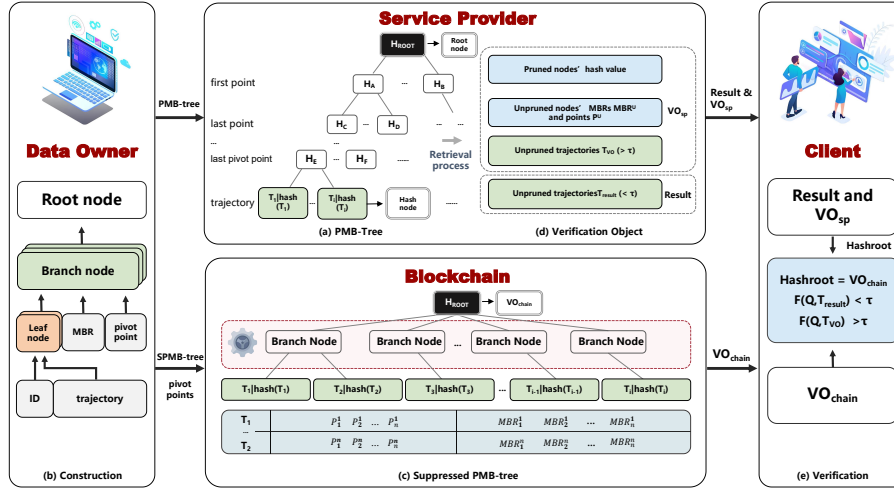 Data Owner
Root node
Branch node
Leaf node
MBR
pivot point
ID
trajectory
(b) Construction
PMB-tree
SPMB-tree
pivot points
Service Provider
H_ROOT
Root node
first point
H_A
...
H_B
last point
H_C
...
H_D
...
last pivot point
H_E
...
H_F
......
trajectory
T_1|hash (T_1)
...
T_i|hash (T_i)
Hash node
......
(a) PMB-Tree
Retrieval process
Pruned nodes' hash value
Unpruned nodes' MBRs MBR^U and points P^U
VO_sp
Unpruned trajectories T_VO (> τ)
Unpruned trajectoriesT_result (< τ)
Result
(d) Verification Object
Blockchain
H_ROOT
VO_chain
Branch Node
Branch Node
...
Branch Node
Branch Node
T_1|hash(T_1)
T_2|hash(T_2)
T_3|hash(T_3)
...
T_i-1|hash(T_i-1)
T_i|hash(T_i)
T_1 P_1^1 P_2^1 ... P_n^1 MBR_1^1 MBR_2^1 ... MBR_n^1
...
T_2 P_1^n P_2^n ... P_n^n MBR_1^n MBR_2^n ... MBR_n^n
(c) Suppressed PMB-tree
Result & VO_sp
VO_chain
Client
Result and VO_sp
Hashroot
Hashroot = VO_chain
F(Q,T_result) < τ
F(Q,T_VO) >τ
VO_chain
(e) Verification